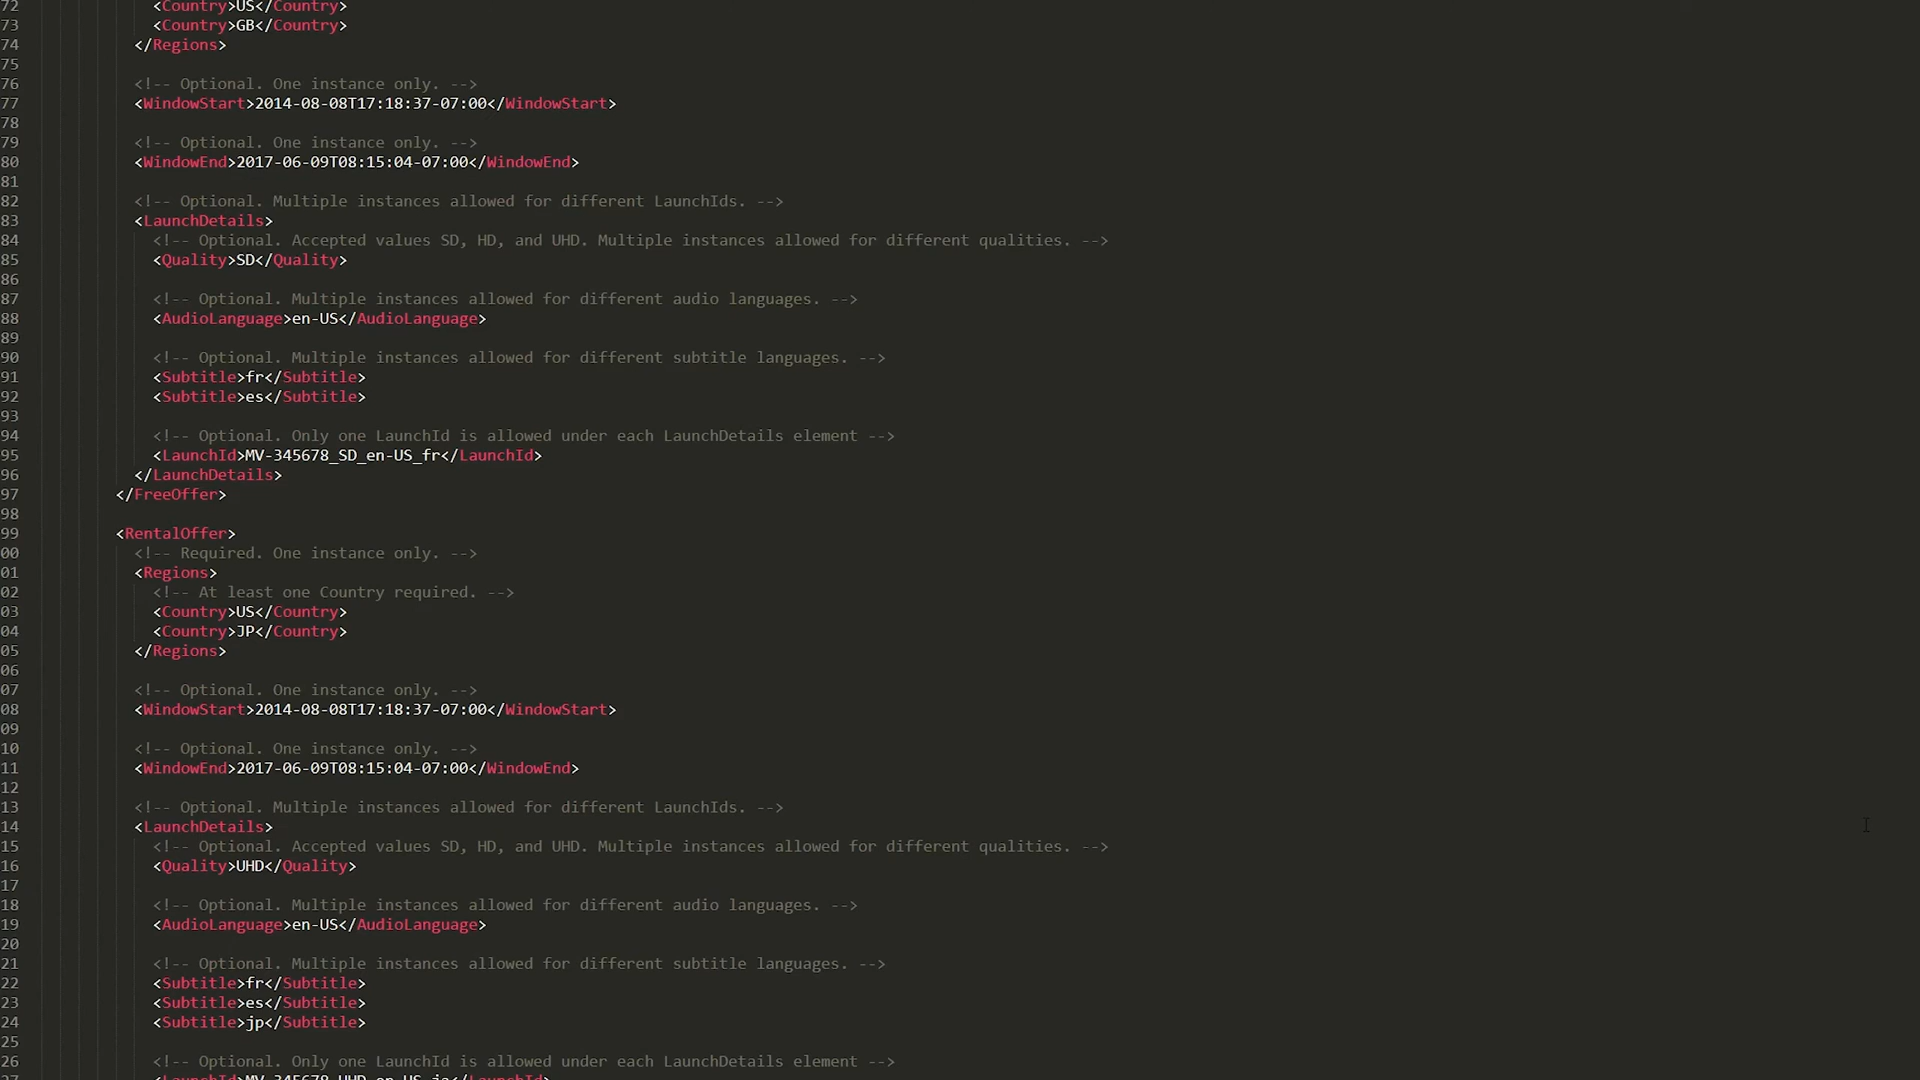 72 <Country>US</Country>
73 <Country>GB</Country>
74 </Regions>
75
76 <!-- Optional. One instance only. -->
77 <WindowStart>2014-08-08T17:18:37-07:00</WindowStart>
78
79 <!-- Optional. One instance only. -->
80 <WindowEnd>2017-06-09T08:15:04-07:00</WindowEnd>
81
82 <!-- Optional. Multiple instances allowed for different LaunchIds. -->
83 <LaunchDetails>
84 <!-- Optional. Accepted values SD, HD, and UHD. Multiple instances allowed for different qualities. -->
85 <Quality>SD</Quality>
86
87 <!-- Optional. Multiple instances allowed for different audio languages. -->
88 <AudioLanguage>en-US</AudioLanguage>
89
90 <!-- Optional. Multiple instances allowed for different subtitle languages. -->
91 <Subtitle>fr</Subtitle>
92 <Subtitle>es</Subtitle>
93
94 <!-- Optional. Only one LaunchId is allowed under each LaunchDetails element -->
95 <LaunchId>MV-345678_SD_en-US_fr</LaunchId>
96 </LaunchDetails>
97 </FreeOffer>
98
99 <RentalOffer>
00 <!-- Required. One instance only. -->
01 <Regions>
02 <!-- At least one Country required. -->
03 <Country>US</Country>
04 <Country>JP</Country>
05 </Regions>
06
07 <!-- Optional. One instance only. -->
08 <WindowStart>2014-08-08T17:18:37-07:00</WindowStart>
09
10 <!-- Optional. One instance only. -->
11 <WindowEnd>2017-06-09T08:15:04-07:00</WindowEnd>
12
13 <!-- Optional. Multiple instances allowed for different LaunchIds. -->
14 <LaunchDetails>
15 <!-- Optional. Accepted values SD, HD, and UHD. Multiple instances allowed for different qualities. -->
16 <Quality>UHD</Quality>
17
18 <!-- Optional. Multiple instances allowed for different audio languages. -->
19 <AudioLanguage>en-US</AudioLanguage>
20
21 <!-- Optional. Multiple instances allowed for different subtitle languages. -->
22 <Subtitle>fr</Subtitle>
23 <Subtitle>es</Subtitle>
24 <Subtitle>jp</Subtitle>
25
26 <!-- Optional. Only one LaunchId is allowed under each LaunchDetails element -->
27 <LaunchId>MV-345678_UHD_en-US_ja</LaunchId>